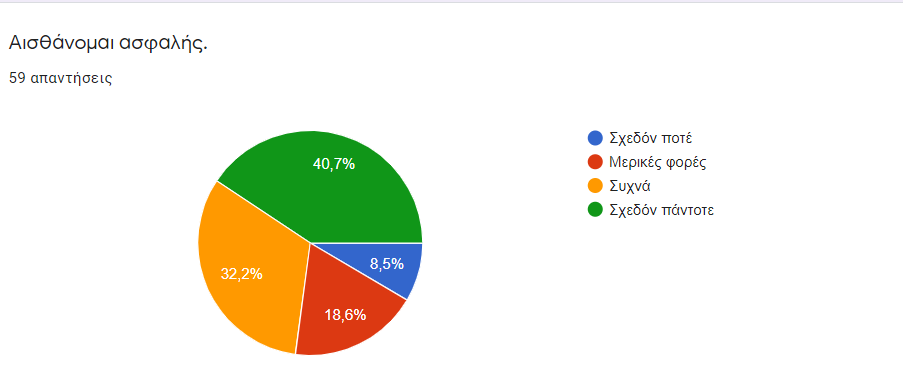 Αισθάνομαι ασφαλής.
59 απαντήσεις
Σχεδόν ποτέ
Μερικές φορές
Συχνά
Σχεδόν πάντοτε
40,7%
8,5%
32,2%
18,6%